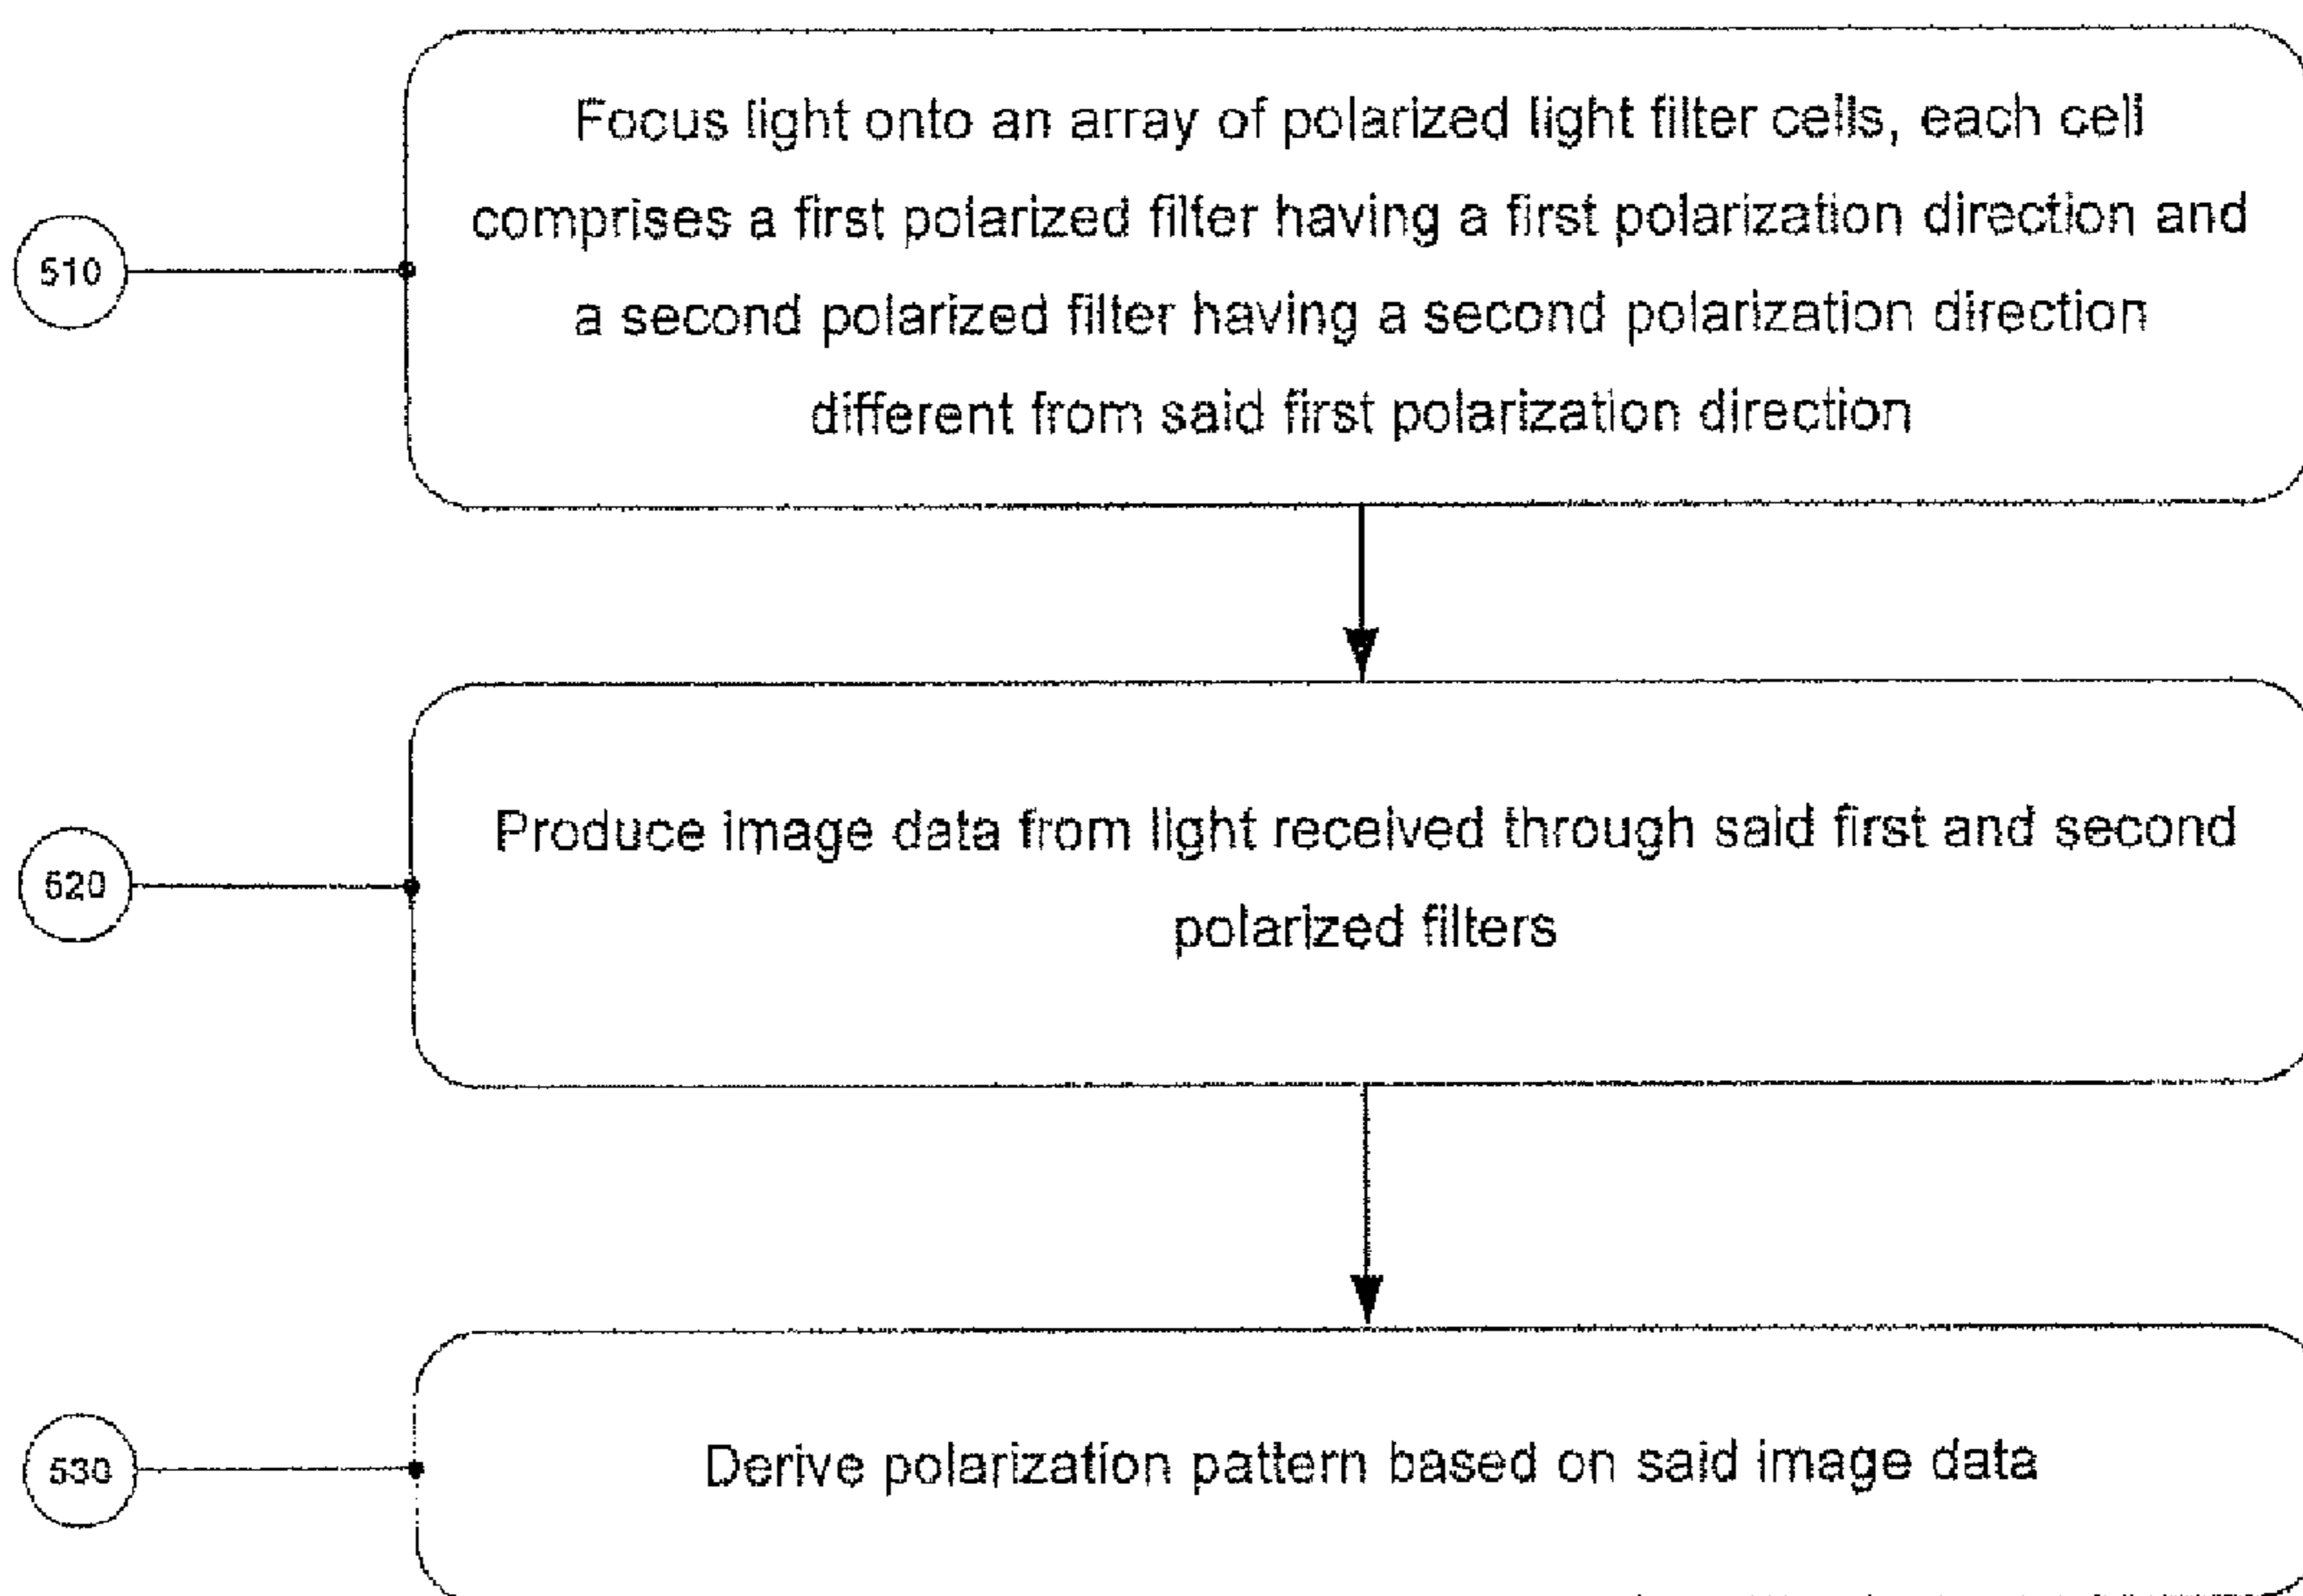 510
Focus light onto an array of polarized light filter cells, each cell
comprises a first polarized filter having a first polarization direction and
a second polarized filter having a second polarization direction
different from said first polarization direction
520
Produce image data from light received through said first and second
polarized filters
530
Derive polarization pattern based on said image data